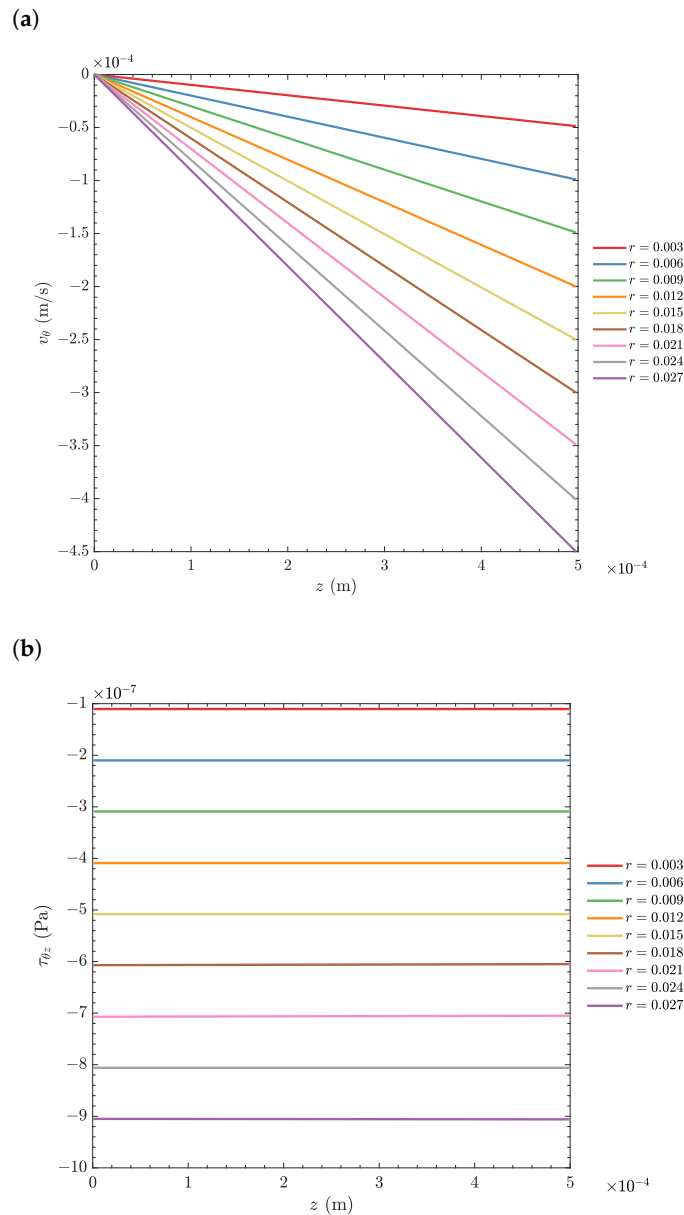 (a)
×10⁻⁴
0
−0.5
−1
−1.5
−2
−2.5
−3
−3.5
−4
−4.5
v_θ (m/s)
0 1 2 3 4 5
z (m) ×10⁻⁴
r = 0.003
r = 0.006
r = 0.009
r = 0.012
r = 0.015
r = 0.018
r = 0.021
r = 0.024
r = 0.027
(b)
×10⁻⁷
−1
−2
−3
−4
−5
−6
−7
−8
−9
−10
τ_θz (Pa)
0 1 2 3 4 5
z (m) ×10⁻⁴
r = 0.003
r = 0.006
r = 0.009
r = 0.012
r = 0.015
r = 0.018
r = 0.021
r = 0.024
r = 0.027